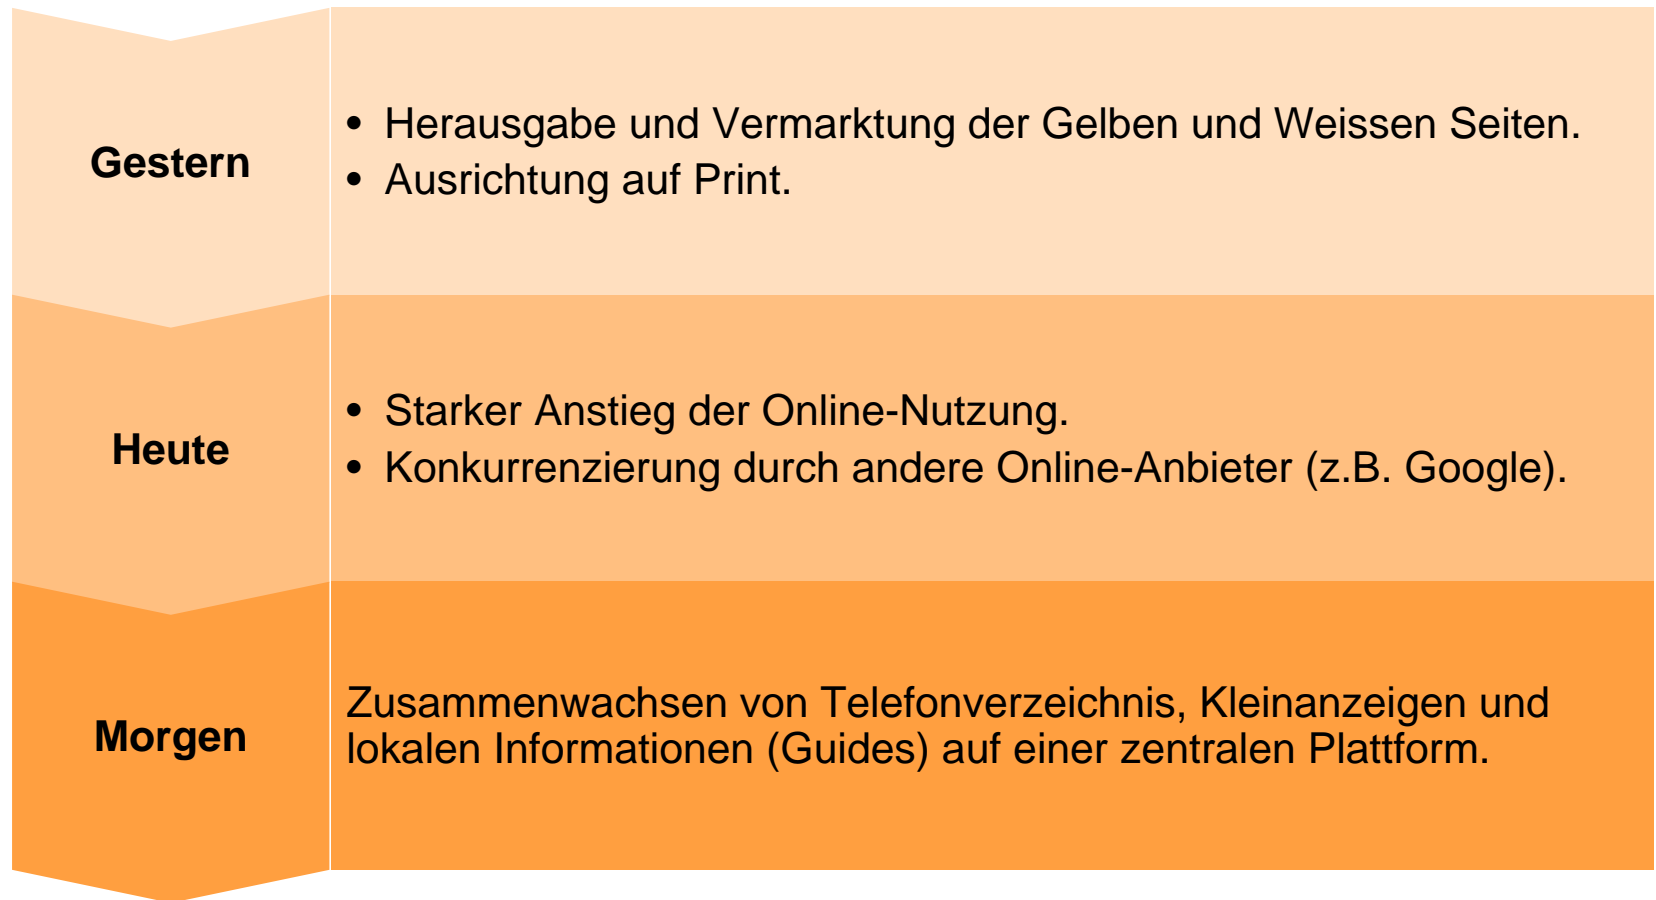 Gestern
• Herausgabe und Vermarktung der Gelben und Weissen Seiten.
• Ausrichtung auf Print.
Heute
• Starker Anstieg der Online-Nutzung.
• Konkurrenzierung durch andere Online-Anbieter (z.B. Google).
Morgen
Zusammenwachsen von Telefonverzeichnis, Kleinanzeigen und
lokalen Informationen (Guides) auf einer zentralen Plattform.